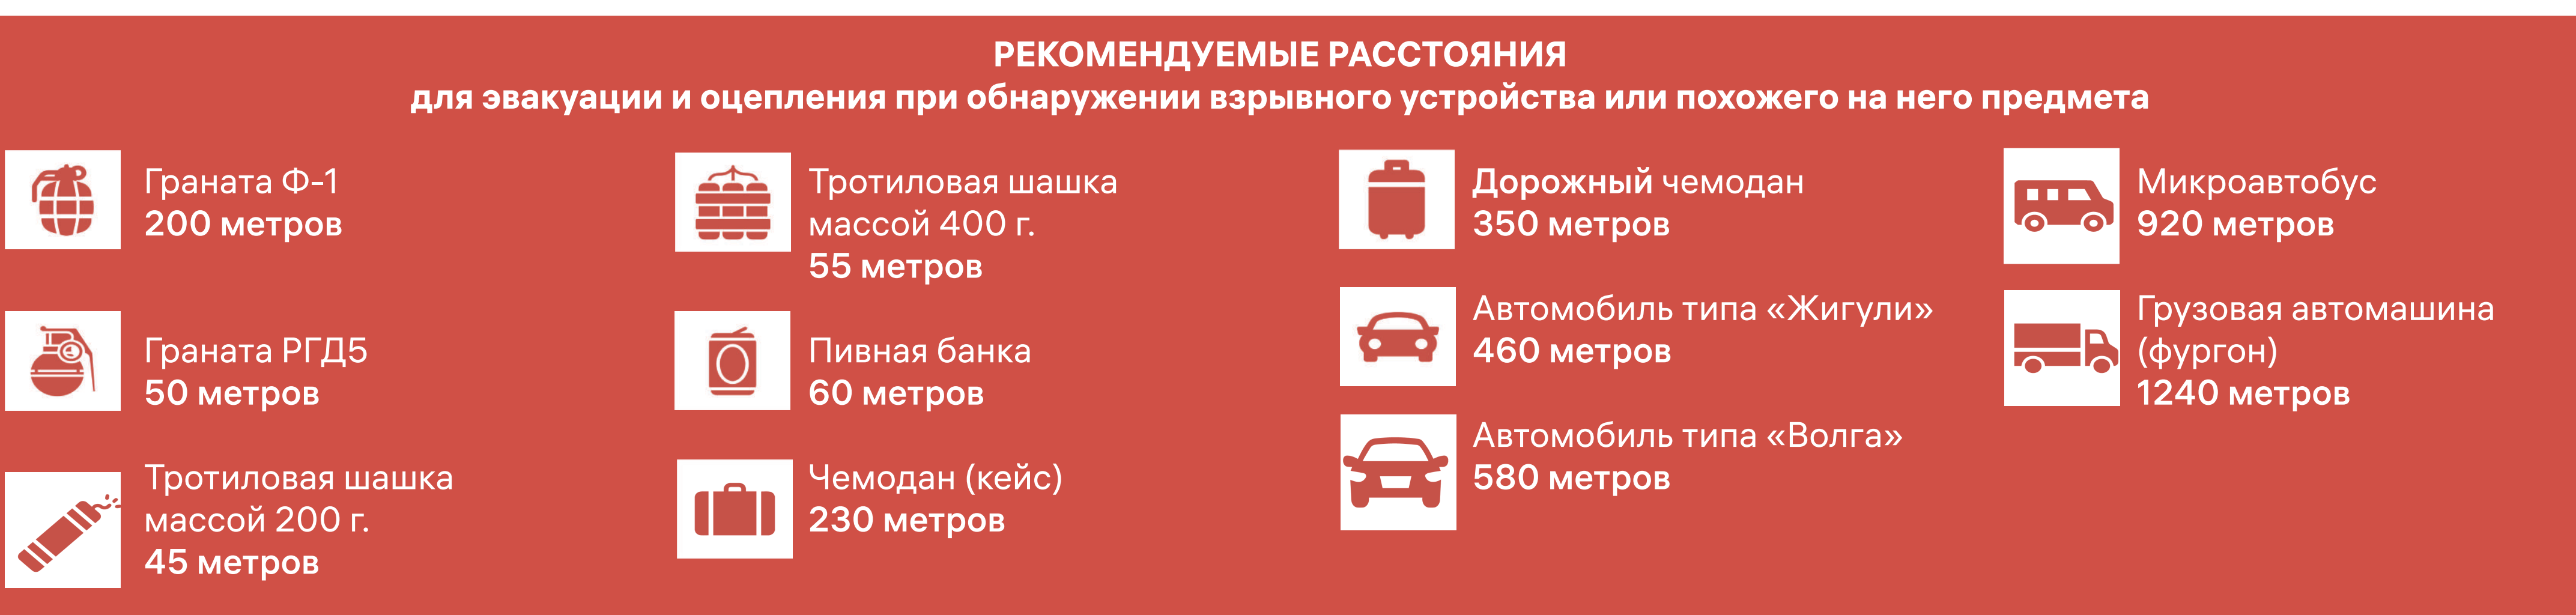 РЕКОМЕНДУЕМЫЕ РАССТОЯНИЯ
для эвакуации и оцепления при обнаружении взрывного устройства или похожего на него предмета
Граната Ф-1
200 метров
Граната РГД5
50 метров
Тротиловая шашка
массой 200 г.
45 метров
Тротиловая шашка
массой 400 г.
55 метров
Пивная банка
60 метров
Чемодан (кейс)
230 метров
Дорожный чемодан
350 метров
Автомобиль типа «Жигули»
460 метров
Автомобиль типа «Волга»
580 метров
Микроавтобус
920 метров
Грузовая автомашина
(фургон)
1240 метров